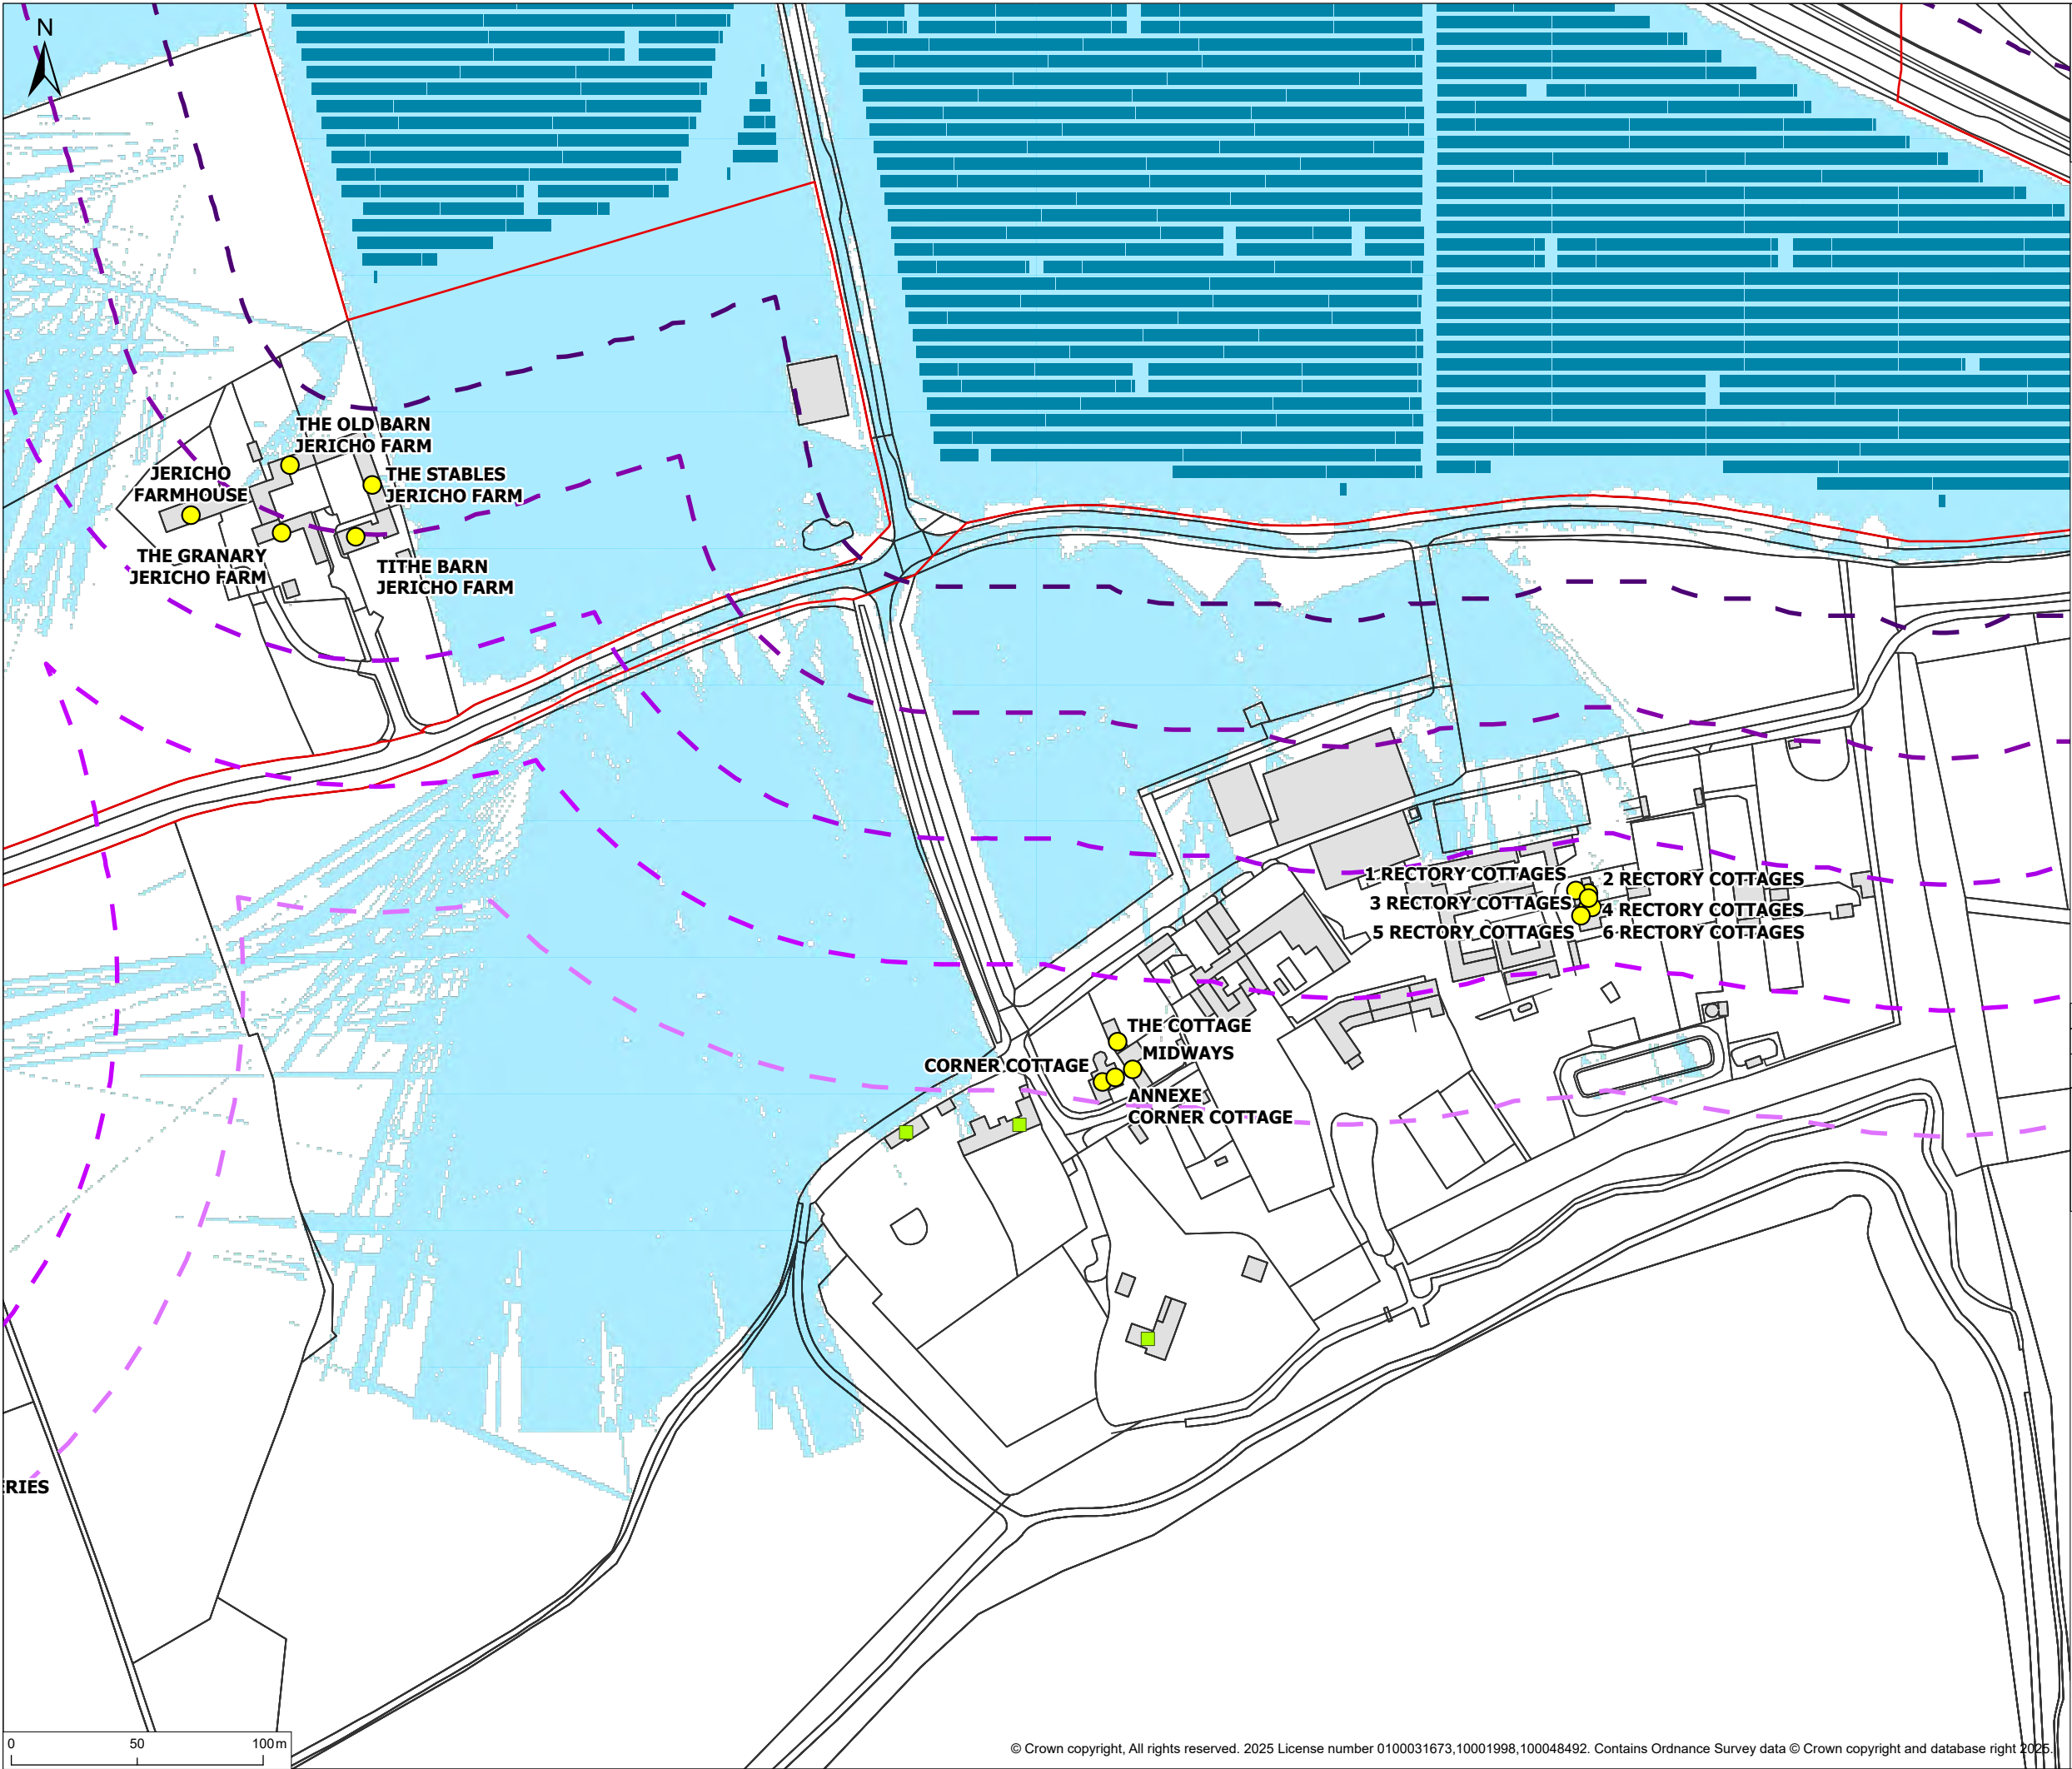 N
THE OLD BARN
JERICHO FARM
JERICHO
FARMHOUSE
THE STABLES
JERICHO FARM
THE GRANARY
JERICHO FARM
TITHE BARN
JERICHO FARM
1 RECTORY COTTAGES
2 RECTORY COTTAGES
3 RECTORY COTTAGES
4 RECTORY COTTAGES
5 RECTORY COTTAGES
6 RECTORY COTTAGES
THE COTTAGE
MIDWAYS
CORNER COTTAGE
ANNEXE
CORNER COTTAGE
ERIES
0 50 100m
© Crown copyright, All rights reserved. 2025 License number 0100031673,10001998,100048492. Contains Ordnance Survey data © Crown copyright and database right 2025.